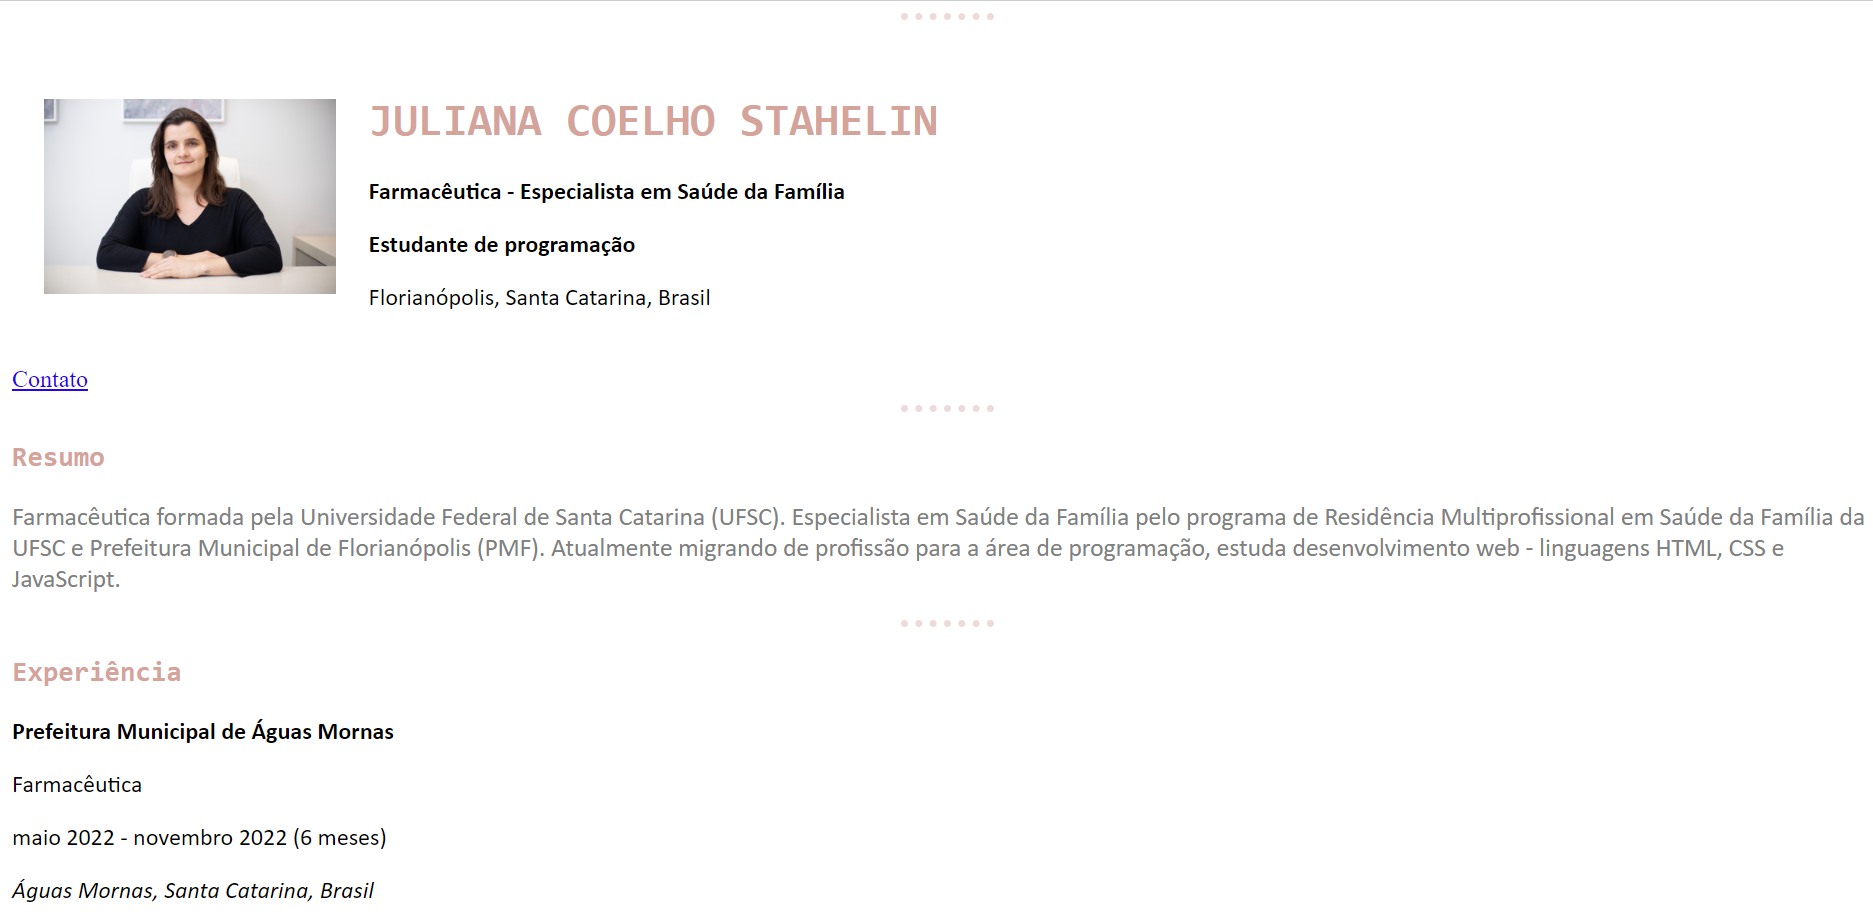 JULIANA COELHO STAHELIN
Farmacêutica - Especialista em Saúde da Família
Estudante de programação
Florianópolis, Santa Catarina, Brasil
Contato
Resumo
Farmacêutica formada pela Universidade Federal de Santa Catarina (UFSC). Especialista em Saúde da Família pelo programa de Residência Multiprofissional em Saúde da Família da
UFSC e Prefeitura Municipal de Florianópolis (PMF). Atualmente migrando de profissão para a área de programação, estuda desenvolvimento web - linguagens HTML, CSS e
JavaScript.
Experiência
Prefeitura Municipal de Águas Mornas
Farmacêutica
maio 2022 - novembro 2022 (6 meses)
Águas Mornas, Santa Catarina, Brasil